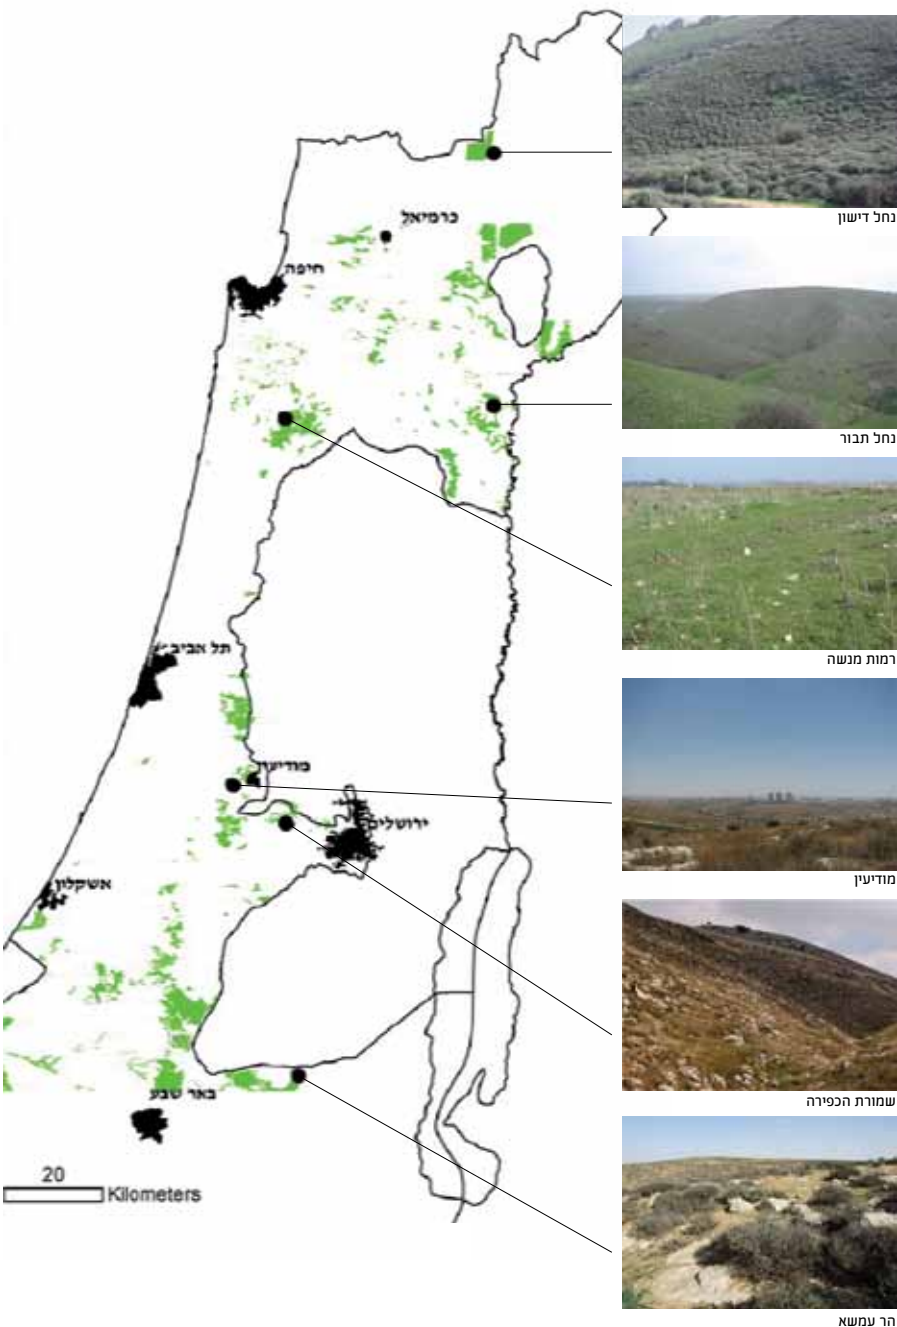 נחל דישון
כרמיאל
חיפה
נחל תבור
רמות מנשה
תל אביב
מודיעין
ירושלים
מודיעין
אשקלון
שמורת הכפירה
באר שבע
20
Kilometers
הר עמשא